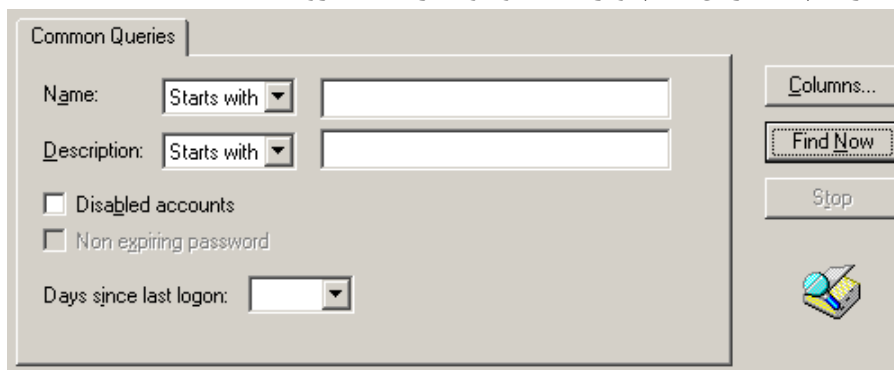 Common Queries
Name: Starts with
Columns...
Description: Starts with
Find Now
Disabled accounts
Stop
Non expiring password
Days since last logon: